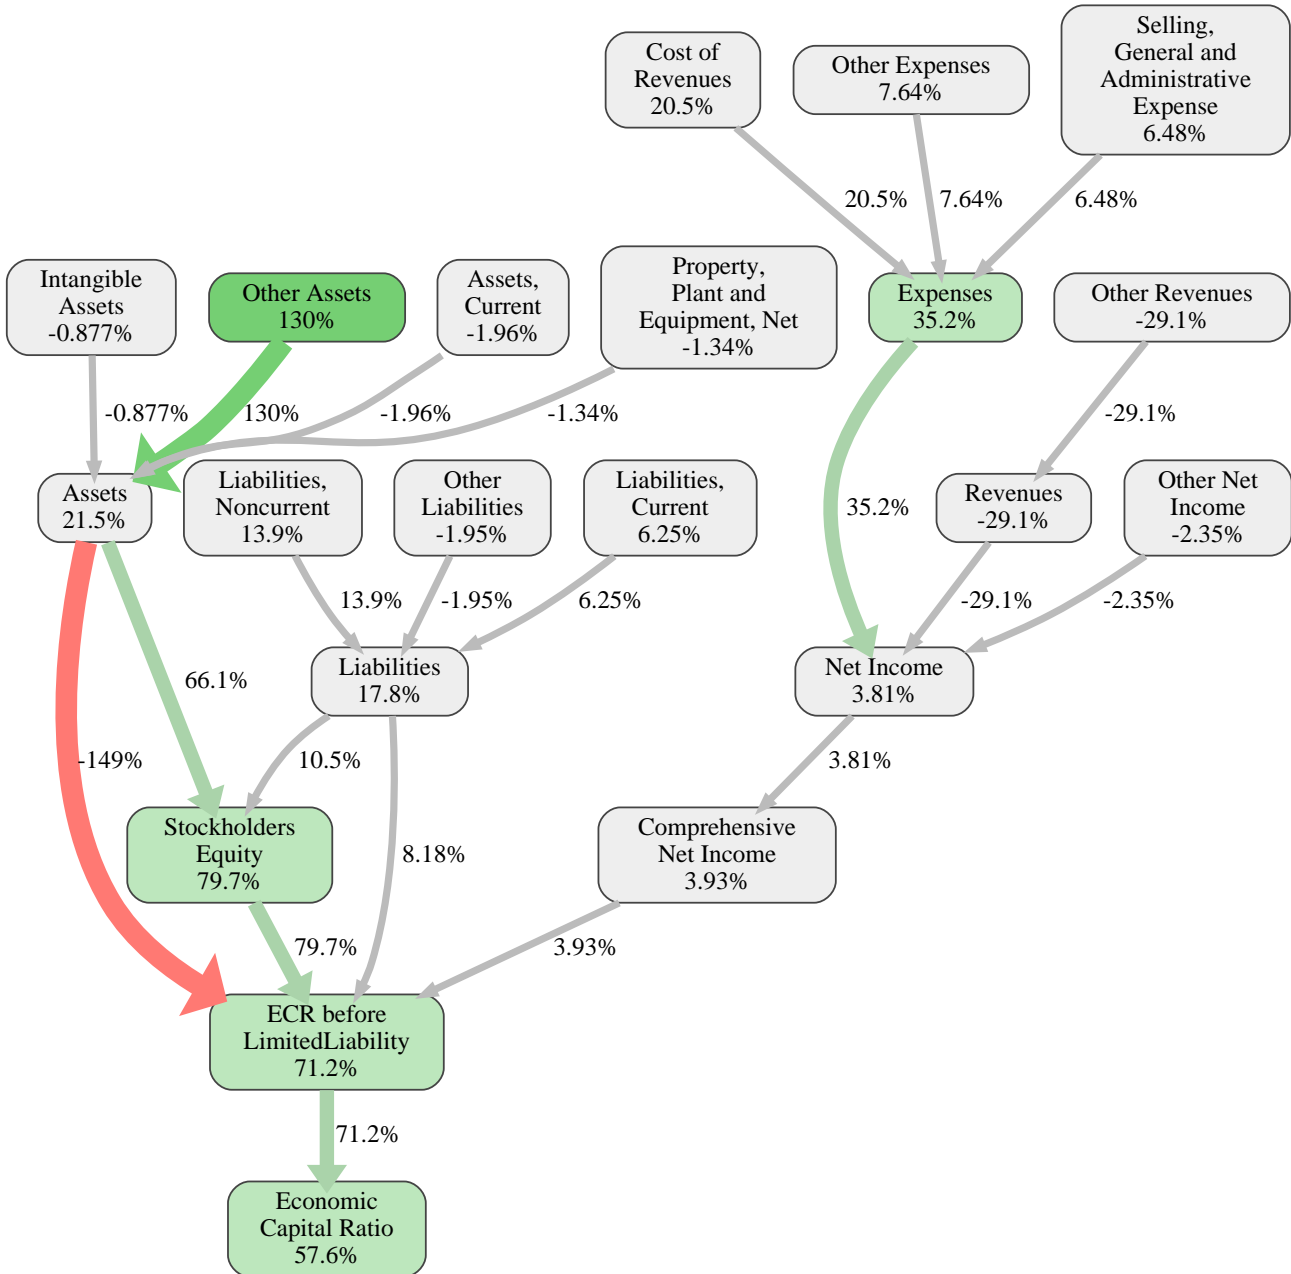 Cost of
Revenues
20.5%
Other Expenses
7.64%
Selling,
General and
Administrative
Expense
6.48%
20.5%
7.64%
6.48%
Intangible
Assets
-0.877%
Other Assets
130%
Assets,
Current
-1.96%
Property,
Plant and
Equipment, Net
-1.34%
Expenses
35.2%
Other Revenues
-29.1%
-0.877%
130%
-1.96%
-1.34%
-29.1%
Assets
21.5%
Liabilities,
Noncurrent
13.9%
Other
Liabilities
-1.95%
Liabilities,
Current
6.25%
35.2%
Revenues
-29.1%
Other Net
Income
-2.35%
13.9%
-1.95%
6.25%
-29.1%
-2.35%
66.1%
Liabilities
17.8%
Net Income
3.81%
-149%
10.5%
3.81%
Stockholders
Equity
79.7%
8.18%
Comprehensive
Net Income
3.93%
79.7%
3.93%
ECR before
LimitedLiability
71.2%
71.2%
Economic
Capital Ratio
57.6%